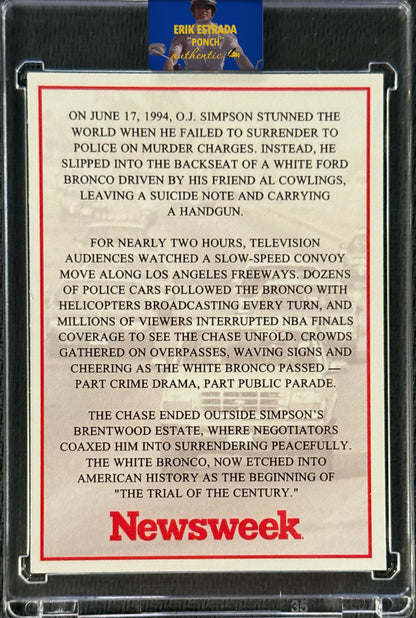 ERIK ESTRADA
"PONCH"
authentic
ON JUNE 17, 1994, O.J. SIMPSON STUNNED THE
WORLD WHEN HE FAILED TO SURRENDER TO
POLICE ON MURDER CHARGES. INSTEAD, HE
SLIPPED INTO THE BACKSEAT OF A WHITE FORD
BRONCO DRIVEN BY HIS FRIEND AL COWLINGS,
LEAVING A SUICIDE NOTE AND CARRYING
A HANDGUN.
FOR NEARLY TWO HOURS, TELEVISION
AUDIENCES WATCHED A SLOW-SPEED CONVOY
MOVE ALONG LOS ANGELES FREEWAYS. DOZENS
OF POLICE CARS FOLLOWED THE BRONCO WITH
HELICOPTERS BROADCASTING EVERY TURN, AND
MILLIONS OF VIEWERS INTERRUPTED NBA FINALS
COVERAGE TO SEE THE CHASE UNFOLD. CROWDS
GATHERED ON OVERPASSES, WAVING SIGNS AND
CHEERING AS THE WHITE BRONCO PASSED —
PART CRIME DRAMA, PART PUBLIC PARADE.
THE CHASE ENDED OUTSIDE SIMPSON'S
BRENTWOOD ESTATE, WHERE NEGOTIATORS
COAXED HIM INTO SURRENDERING PEACEFULLY.
THE WHITE BRONCO, NOW ETCHED INTO
AMERICAN HISTORY AS THE BEGINNING OF
"THE TRIAL OF THE CENTURY."
Newsweek
35